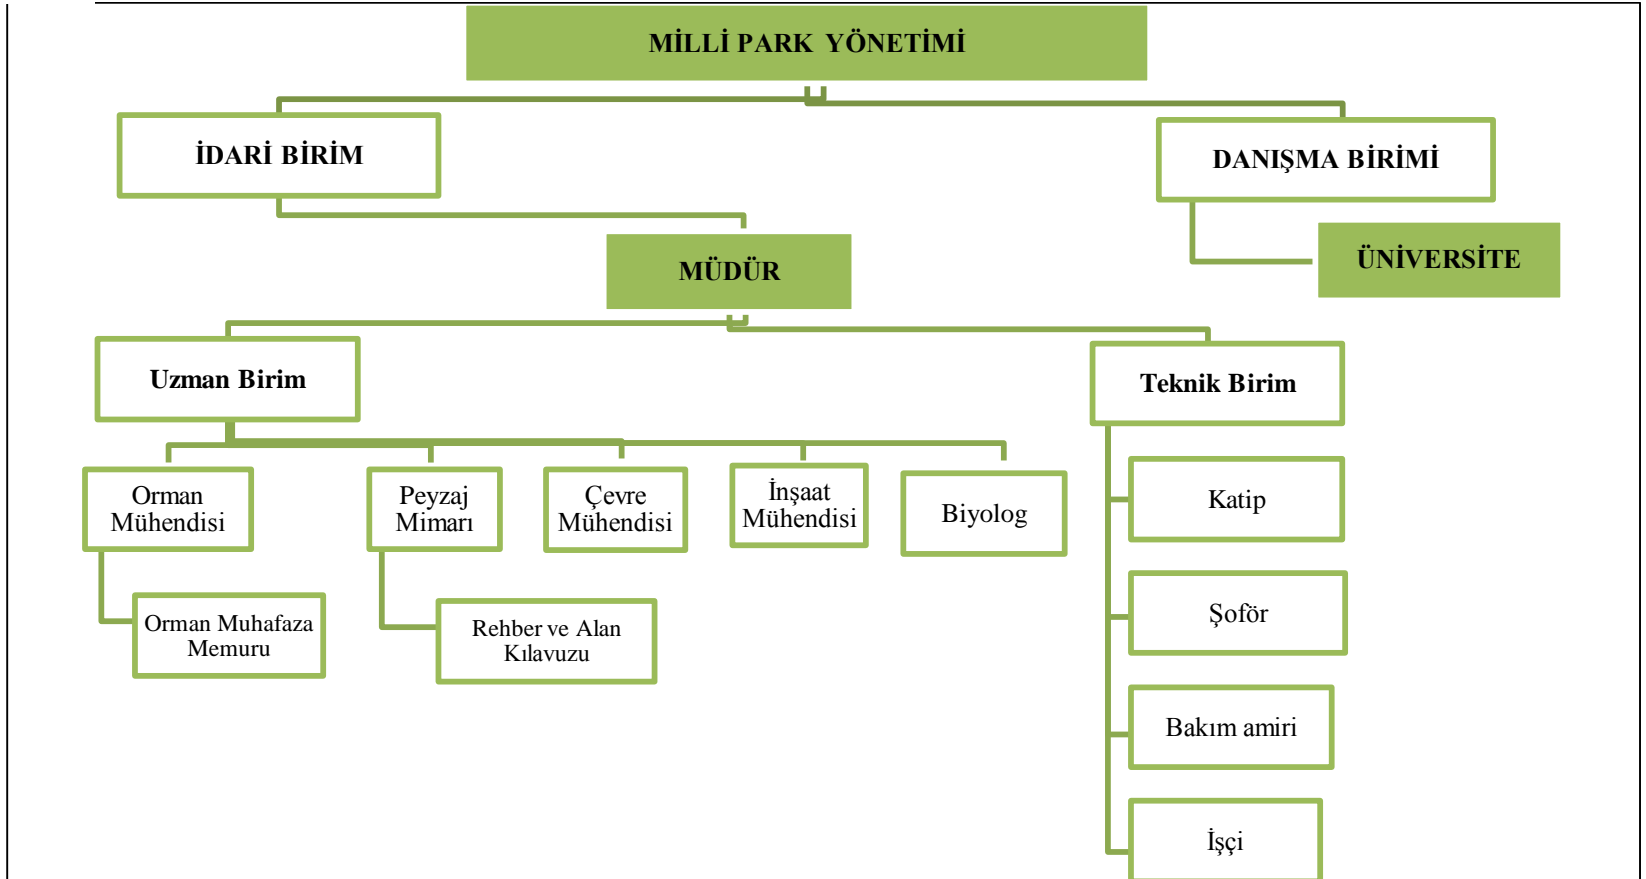 MİLLİ PARK YÖNETİMİ
İDARİ BİRİM
DANIŞMA BİRİMİ
MÜDÜR
ÜNİVERSİTE
Uzman Birim
Teknik Birim
Orman
Mühendisi
Peyzaj
Mimarı
Çevre
Mühendisi
İnşaat
Mühendisi
Biyolog
Katip
Orman Muhafaza
Memuru
Rehber ve Alan
Kılavuzu
Şoför
Bakım amiri
İşçi